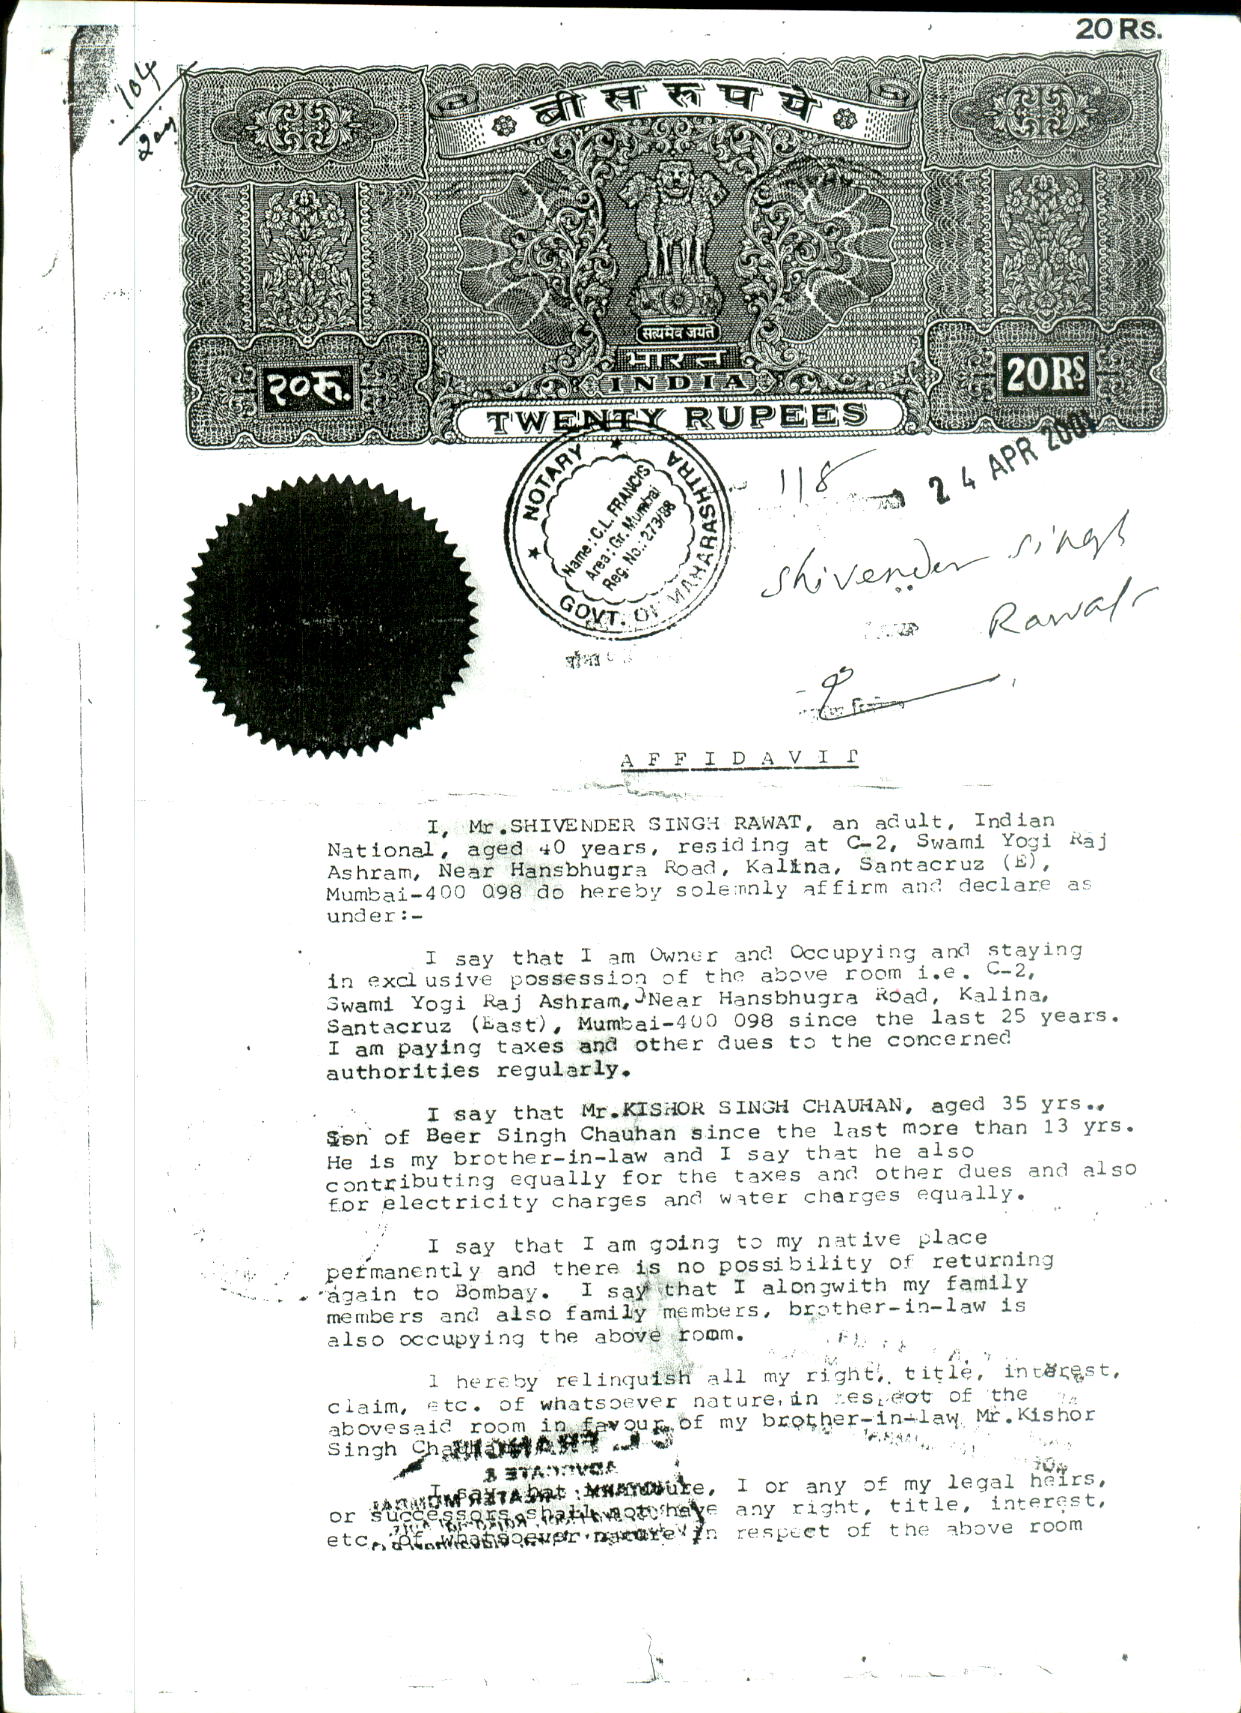 20 Rs.
104
बीस रुपये
सत्यमेव जयते
भारत
INDIA
२०रु.
20RS
TWENTY RUPEES
24 APR 2001
118
NOTARY
GOVT. OF MAHARASHTRA
Name : C.L. FRANCIS
Area : Gr. Mumbai
Reg. No.: 273/88
Shivender Singh
Rawat
AFFIDAVIT
I, Mr.SHIVENDER SINGH RAWAT, an adult, Indian
National, aged 40 years, residing at C-2, Swami Yogi Raj
Ashram, Near Hansbhugra Road, Kalina, Santacruz (E),
Mumbai-400 098 do hereby solemnly affirm and declare as
under:-
I say that I am Owner and Occupying and staying
in exclusive possession of the above room i.e. C-2,
Swami Yogi Raj Ashram, Near Hansbhugra Road, Kalina,
Santacruz (East), Mumbai-400 098 since the last 25 years.
I am paying taxes and other dues to the concerned
authorities regularly.
I say that Mr.KISHOR SINGH CHAUHAN, aged 35 yrs.,
Son of Beer Singh Chauhan since the last more than 13 yrs.
He is my brother-in-law and I say that he also
contributing equally for the taxes and other dues and also
for electricity charges and water charges equally.
I say that I am going to my native place
permanently and there is no possibility of returning
again to Bombay. I say that I alongwith my family
members and also family members, brother-in-law is
also occupying the above room.
I hereby relinquish all my right, title, interest,
claim, etc. of whatsoever nature in respect of the
abovesaid room in favour of my brother-in-law Mr.Kishor
Singh Chauhan
I say that in future, I or any of my legal heirs,
or successors shall not have any right, title, interest,
etc. of whatsoever nature in respect of the above room